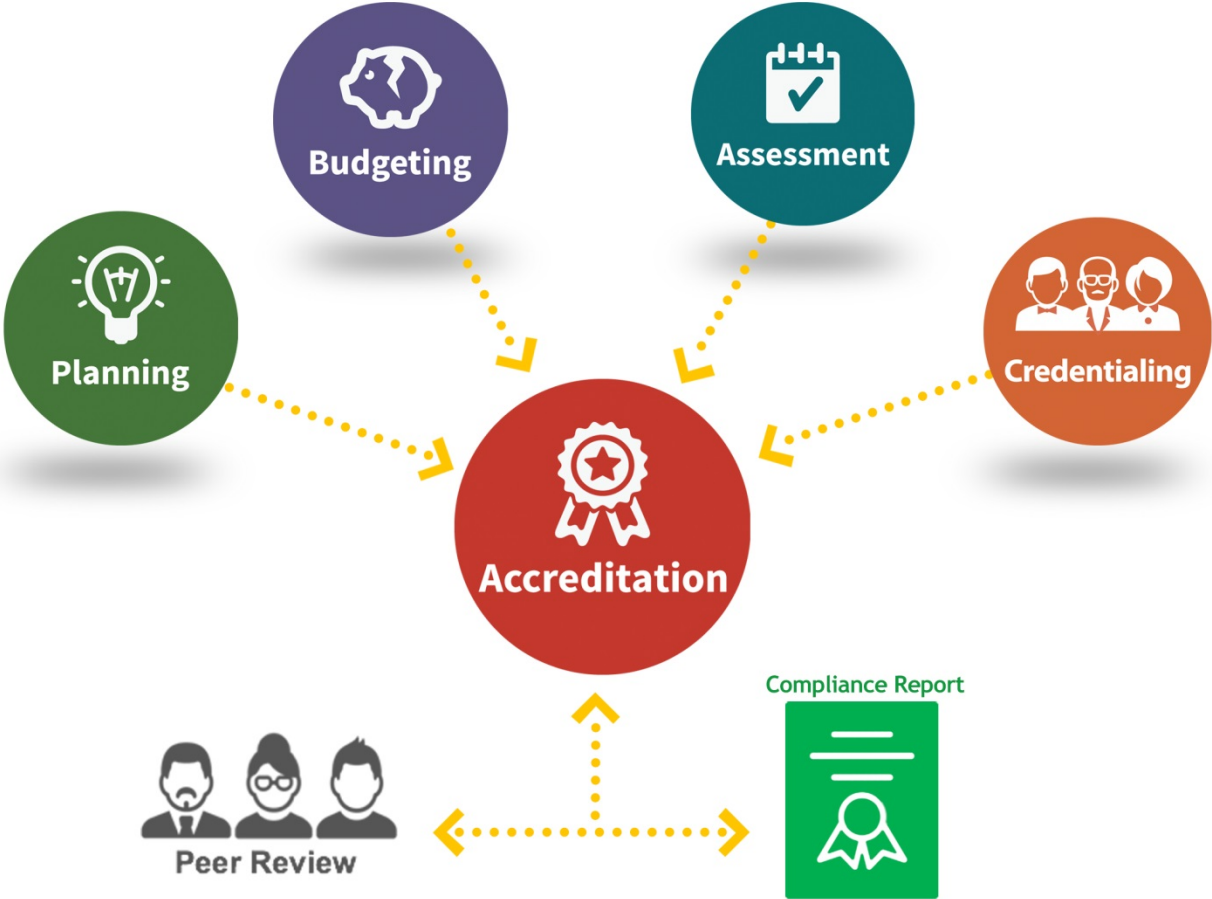 Budgeting
Assessment
Planning
Credentialing
Accreditation
Compliance Report
Peer Review